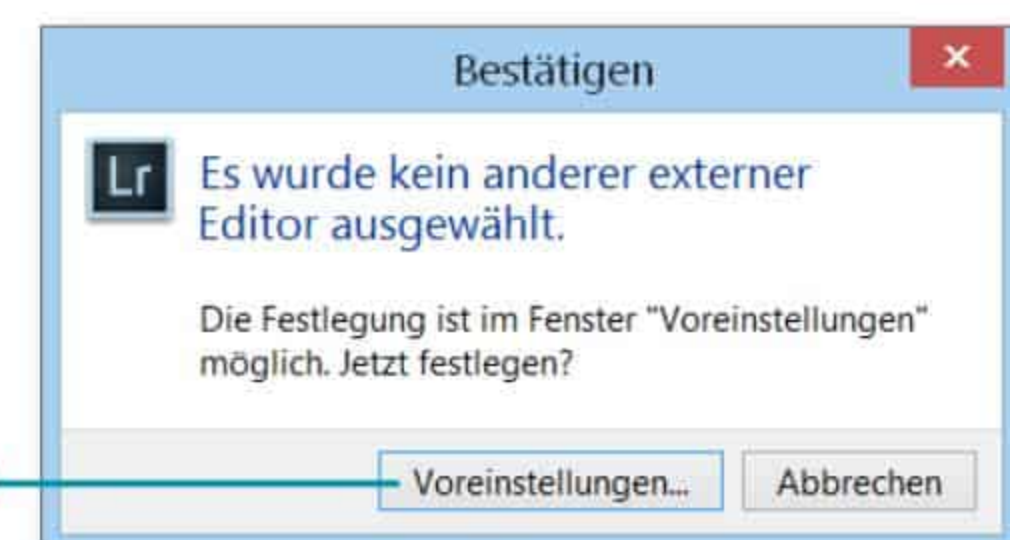 Bestätigen
Lr
Es wurde kein anderer externer
Editor ausgewählt.
Die Festlegung ist im Fenster "Voreinstellungen"
möglich. Jetzt festlegen?
Voreinstellungen...
Abbrechen